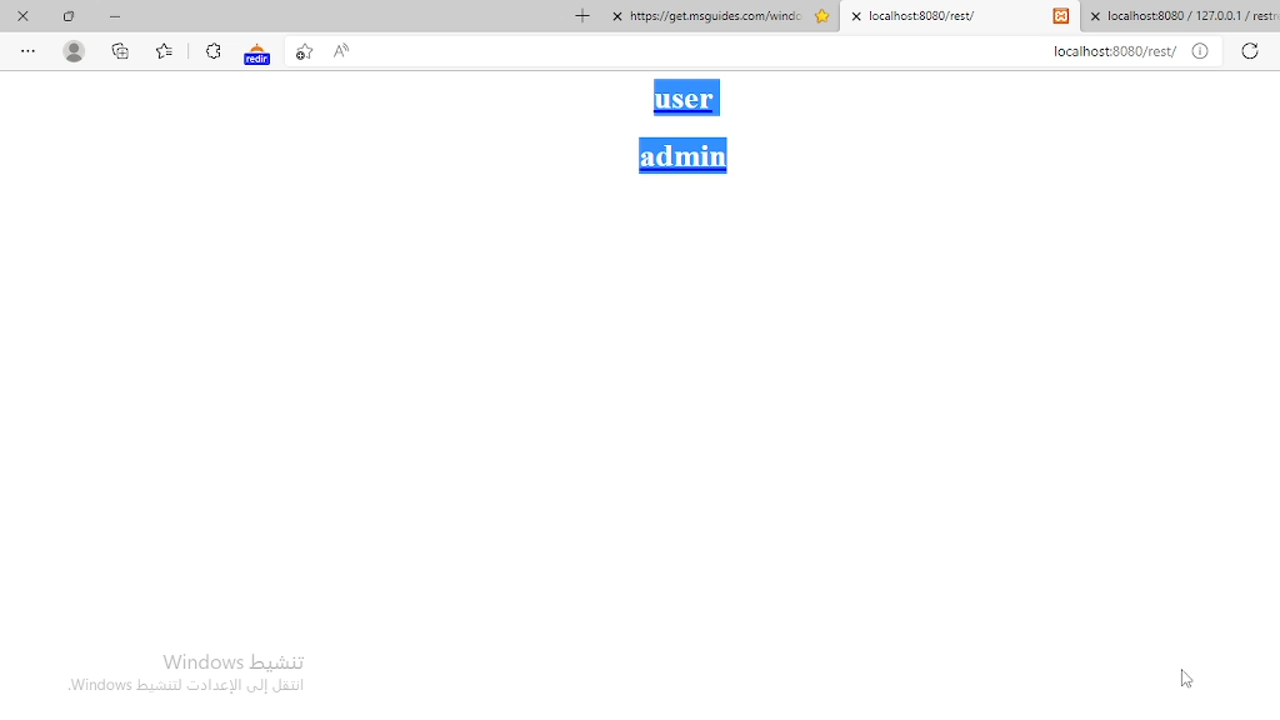 https://get.msguides.com/windo
localhost:8080/rest/
localhost:8080 / 127.0.0.1 / restr
redir
localhost:8080/rest/
user
admin
تنشيط Windows
انتقل إلى الإعدادت لتنشيط Windows.